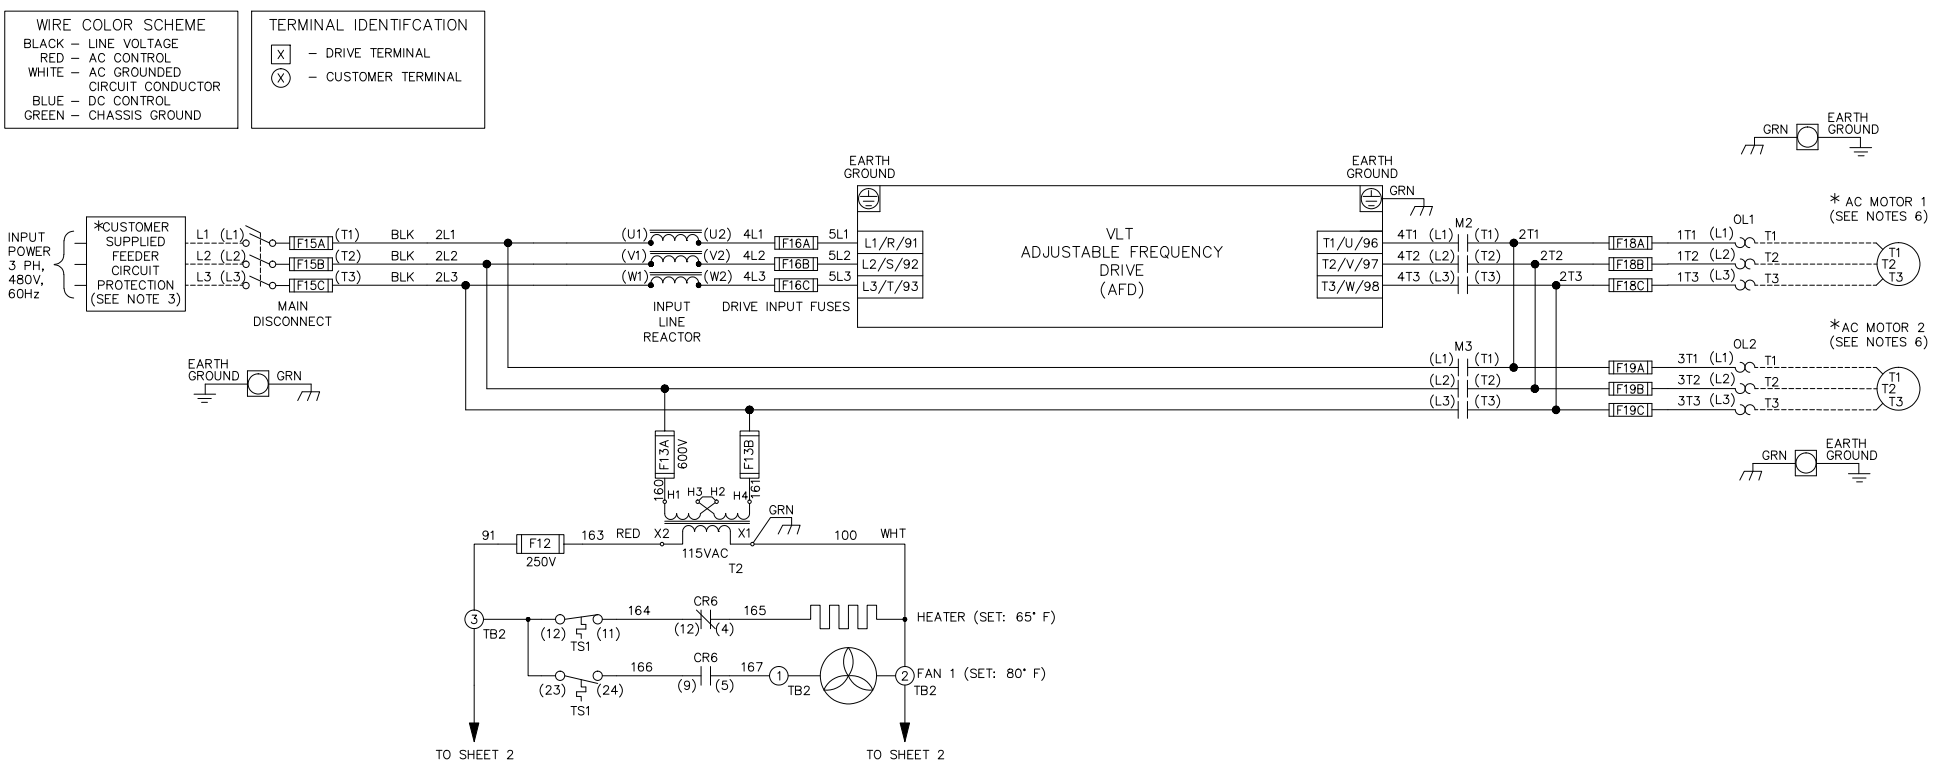 WIRE COLOR SCHEME
BLACK – LINE VOLTAGE
RED – AC CONTROL
WHITE – AC GROUNDED
CIRCUIT CONDUCTOR
BLUE – DC CONTROL
GREEN – CHASSIS GROUND
TERMINAL IDENTIFCATION
X – DRIVE TERMINAL
X – CUSTOMER TERMINAL
GRN
EARTH
GROUND
INPUT
POWER
3 PH,
480V,
60Hz
*CUSTOMER
SUPPLIED
FEEDER
CIRCUIT
PROTECTION
(SEE NOTE 3)
L1 (L1) F15A (T1) BLK 2L1
L2 (L2) F15B (T2) BLK 2L2
L3 (L3) F15C (T3) BLK 2L3
MAIN
DISCONNECT
(U1) (U2) 4L1 F16A 5L1
(V1) (V2) 4L2 F16B 5L2
(W1) (W2) 4L3 F16C 5L3
INPUT
LINE
REACTOR
DRIVE INPUT FUSES
EARTH
GROUND
L1/R/91
L2/S/92
L3/T/93
VLT
ADJUSTABLE FREQUENCY
DRIVE
(AFD)
EARTH
GROUND
GRN
T1/U/96
T2/V/97
T3/W/98
M2
4T1 (L1) (T1) 2T1 F18A 1T1 (L1) T1
4T2 (L2) (T2) 2T2 F18B 1T2 (L2) T2
4T3 (L3) (T3) 2T3 F18C 1T3 (L3) T3
OL1
* AC MOTOR 1
(SEE NOTES 6)
T1
T2
T3
M3
(L1) (T1) F19A 3T1 (L1) T1
(L2) (T2) F19B 3T2 (L2) T2
(L3) (T3) F19C 3T3 (L3) T3
OL2
*AC MOTOR 2
(SEE NOTES 6)
T1
T2
T3
EARTH
GROUND
GRN
GRN
EARTH
GROUND
F13A
600V
F13B
160
161
H1 H3 H2 H4
GRN
91 F12 163 RED X2 X1 100 WHT
250V
115VAC
T2
3
TB2
164 CR6 165
(12) (11) (12) (4)
TS1
HEATER (SET: 65° F)
166 CR6 167 1
TB2
(23) (24) (9) (5)
TS1
2
TB2
FAN 1 (SET: 80° F)
TO SHEET 2
TO SHEET 2